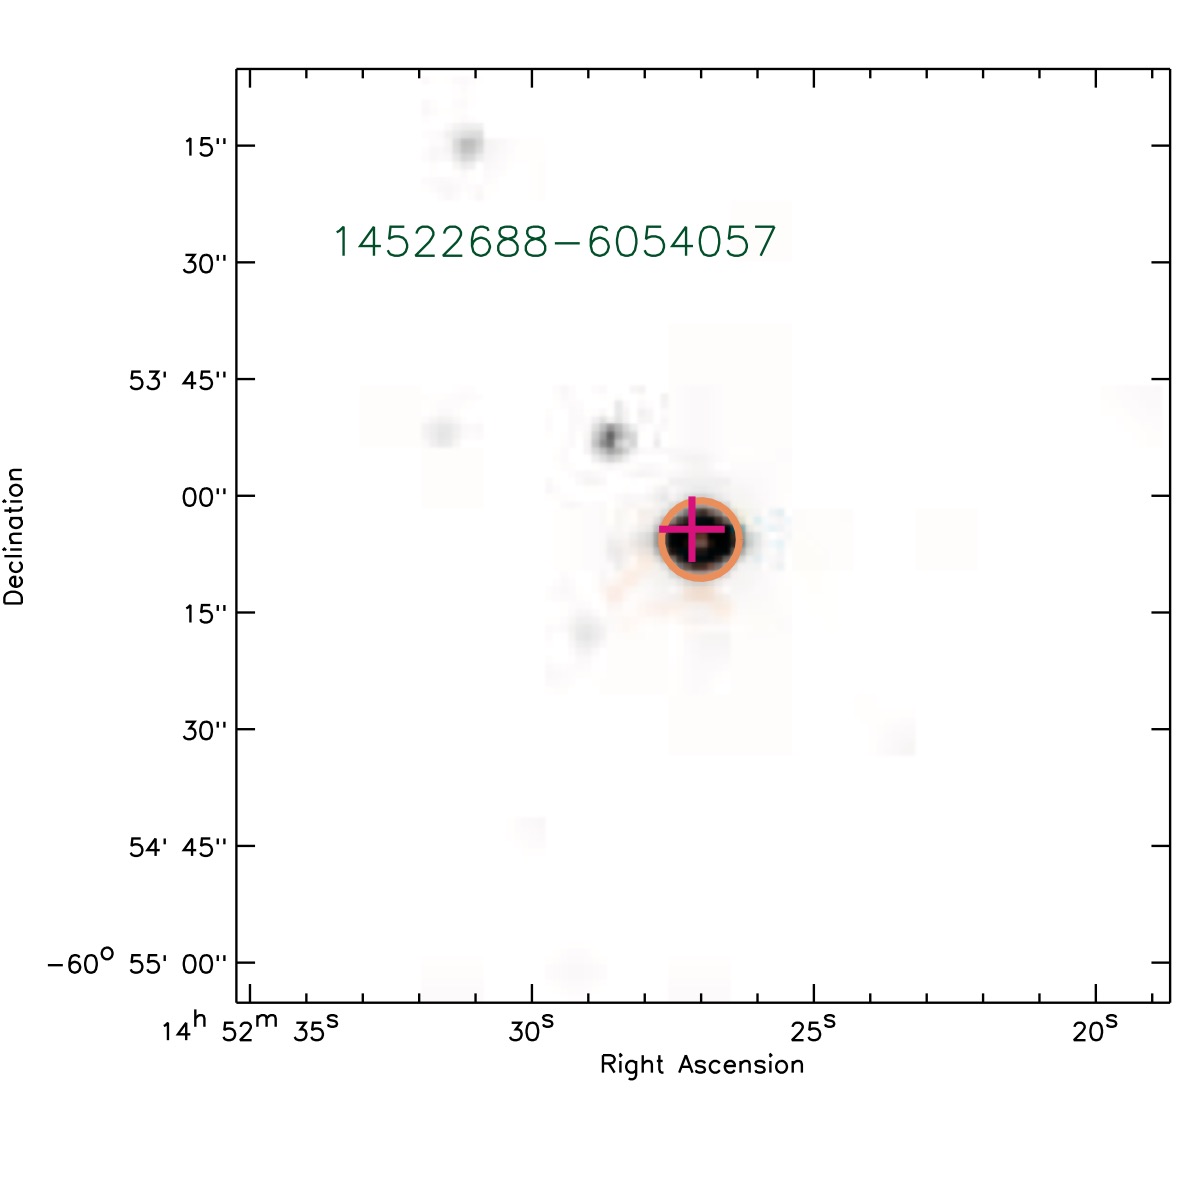 15''
14522688−6054057
30''
53' 45''
00''
15''
30''
54' 45''
−60° 55' 00''
14ʰ 52ᵐ 35ˢ 30ˢ 25ˢ 20ˢ
Right Ascension
Declination